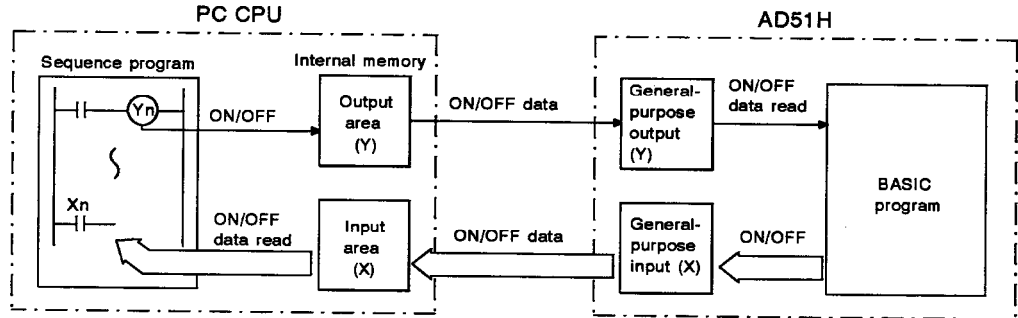 PC CPU
AD51H
Sequence program
Internal memory
Yn
ON/OFF
Output
area
(Y)
ON/OFF data
General-
purpose
output
(Y)
ON/OFF
data read
BASIC
program
Xn
ON/OFF
data read
Input
area
(X)
ON/OFF data
General-
purpose
input (X)
ON/OFF